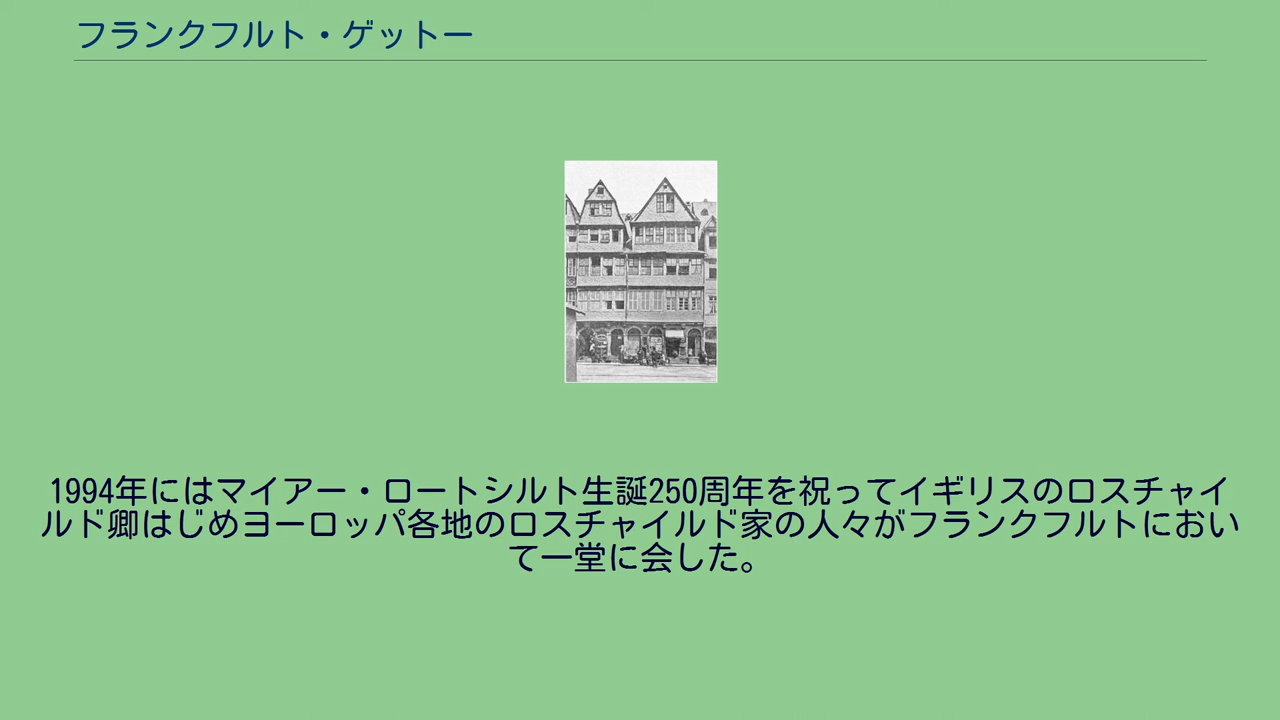 フランクフルト・ゲットー
1994年にはマイアー・ロートシルト生誕250周年を祝ってイギリスのロスチャイ
ルド卿はじめヨーロッパ各地のロスチャイルド家の人々がフランクフルトにおい
て一堂に会した。